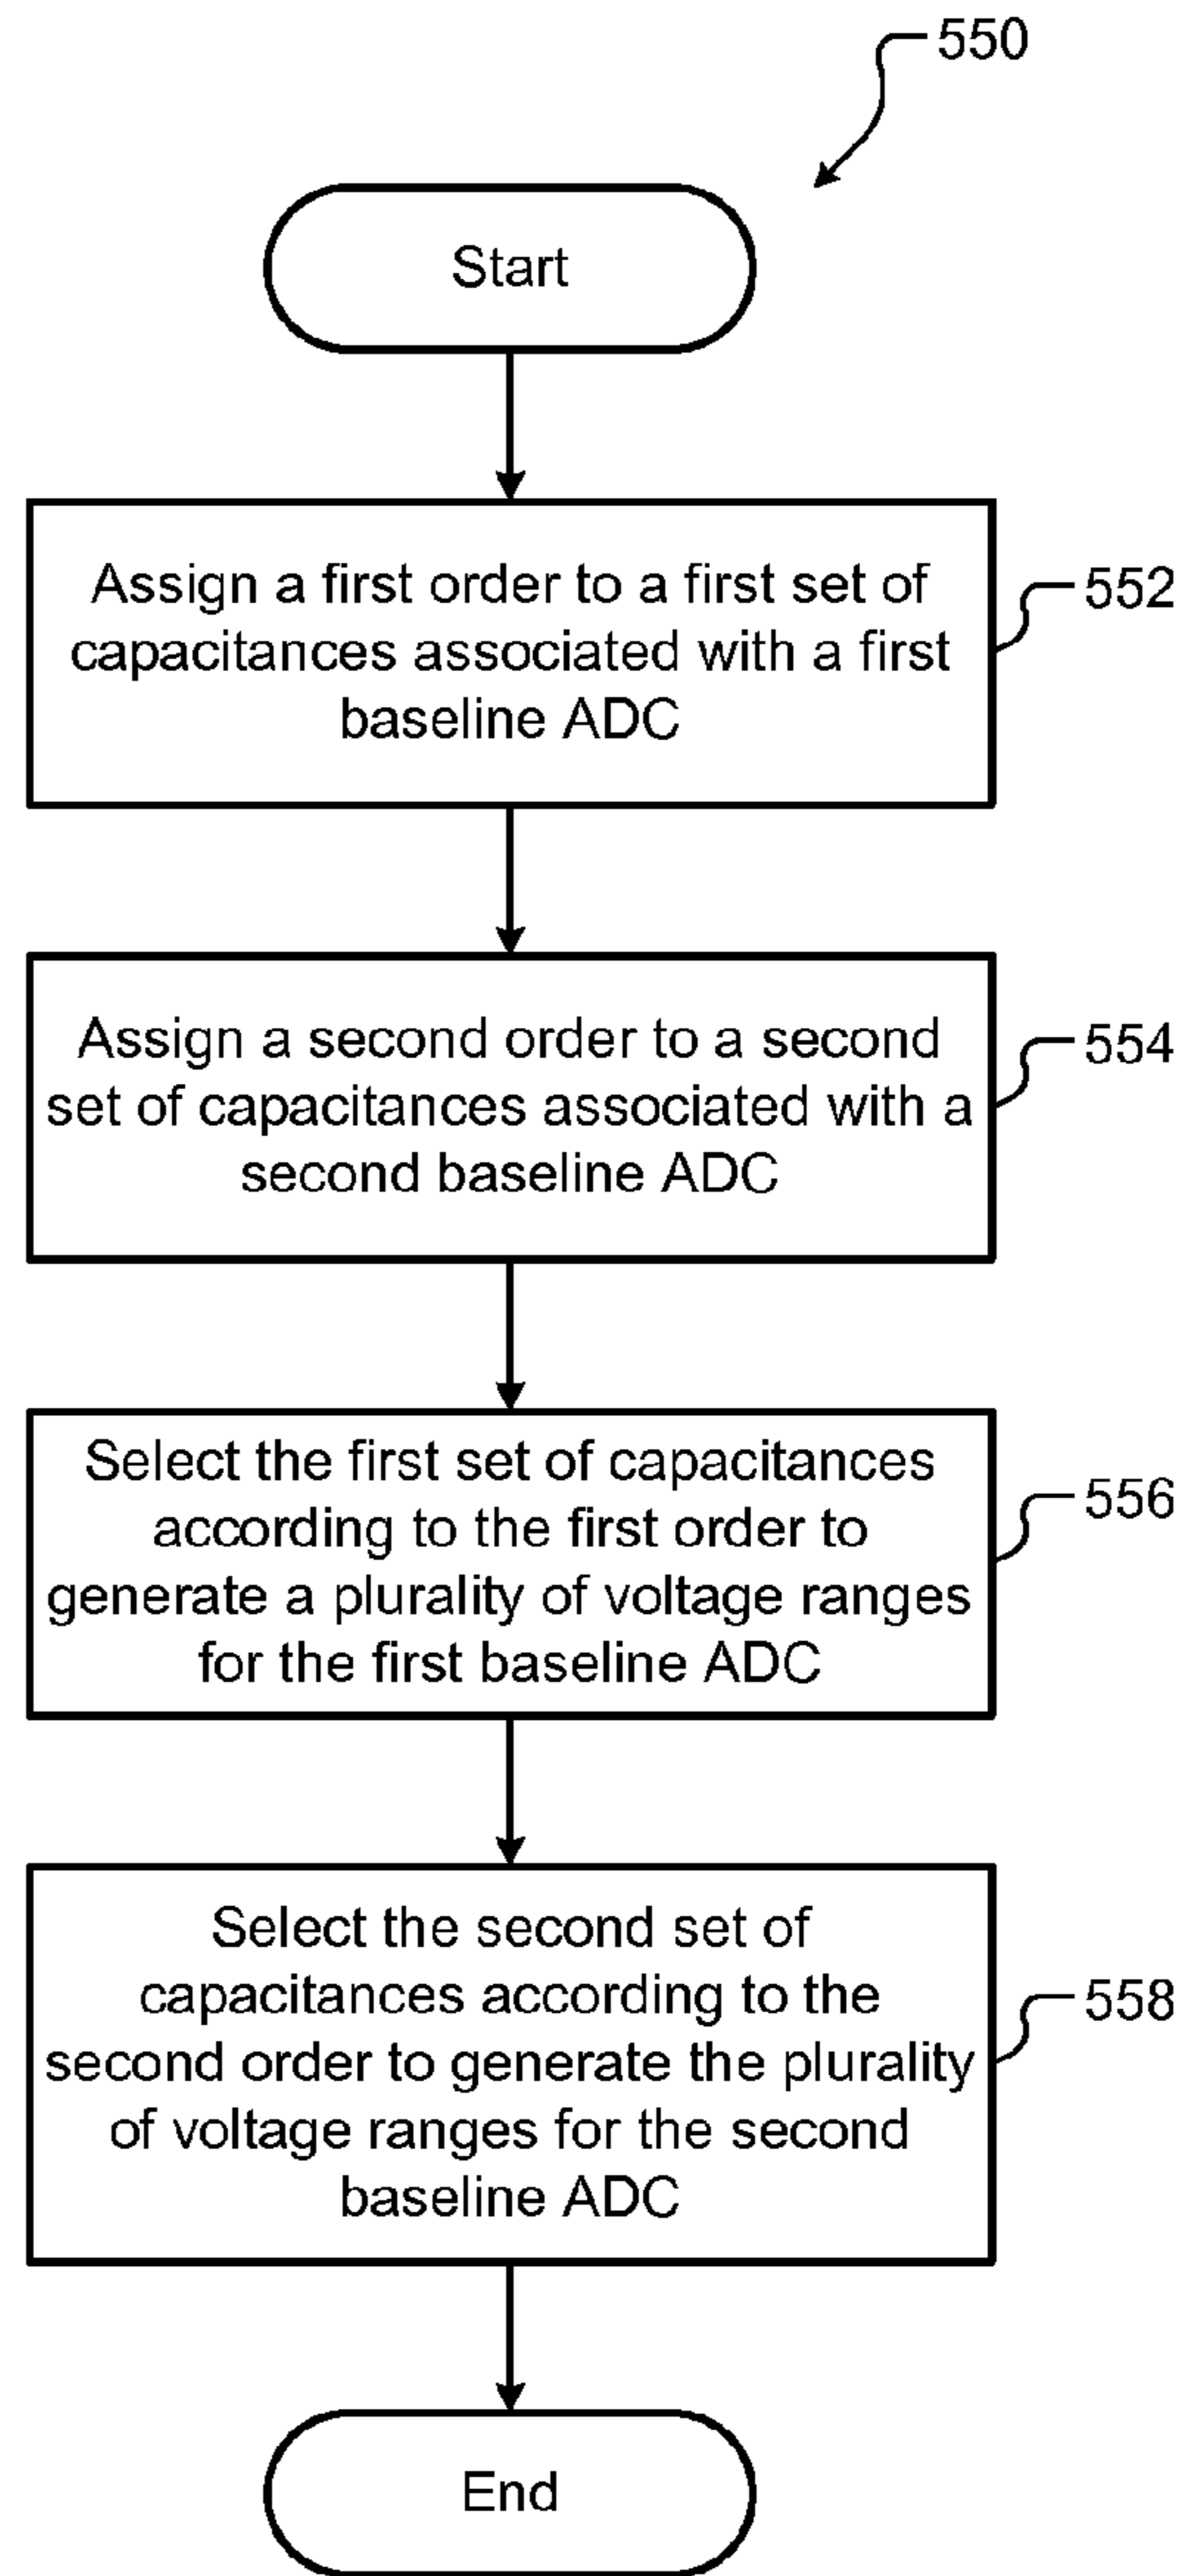 550
Start
Assign a first order to a first set of
capacitances associated with a first
baseline ADC
552
Assign a second order to a second
set of capacitances associated with a
second baseline ADC
554
Select the first set of capacitances
according to the first order to
generate a plurality of voltage ranges
for the first baseline ADC
556
Select the second set of
capacitances according to the
second order to generate the plurality
of voltage ranges for the second
baseline ADC
558
End